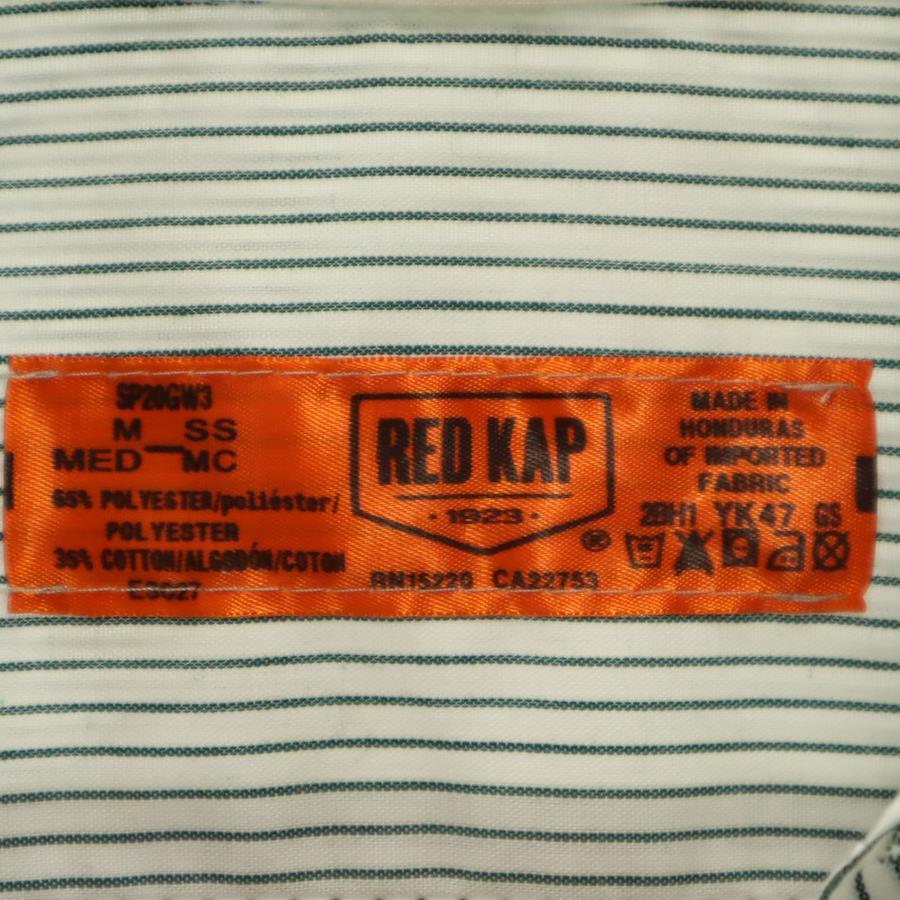 SP20GW3
M SS
MED MC
65% POLYESTER/poliéster/
POLYESTER
35% COTTON/ALGODÓN/COTON
RED KAP
· 1923 ·
®
RN15220 CA22753
MADE IN
HONDURAS
OF IMPORTED
FABRIC
2BH1 YK47 GS